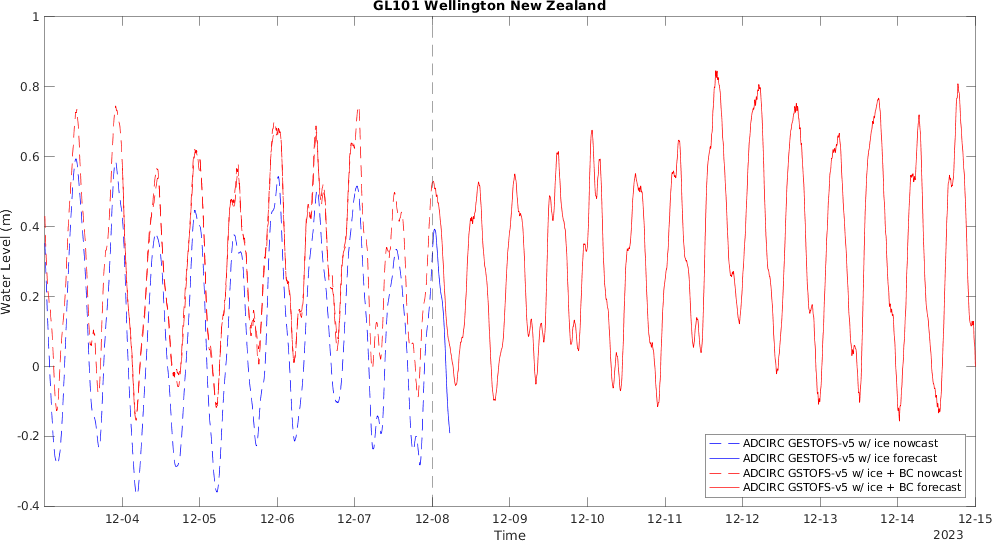 GL101 Wellington New Zealand
1
0.8
0.6
0.4
0.2
0
-0.2
-0.4
Water Level (m)
12-04 12-05 12-06 12-07 12-08 12-09 12-10 12-11 12-12 12-13 12-14 12-15
Time
2023
ADCIRC GESTOFS-v5 w/ ice nowcast
ADCIRC GESTOFS-v5 w/ ice forecast
ADCIRC GSTOFS-v5 w/ ice + BC nowcast
ADCIRC GSTOFS-v5 w/ ice + BC forecast